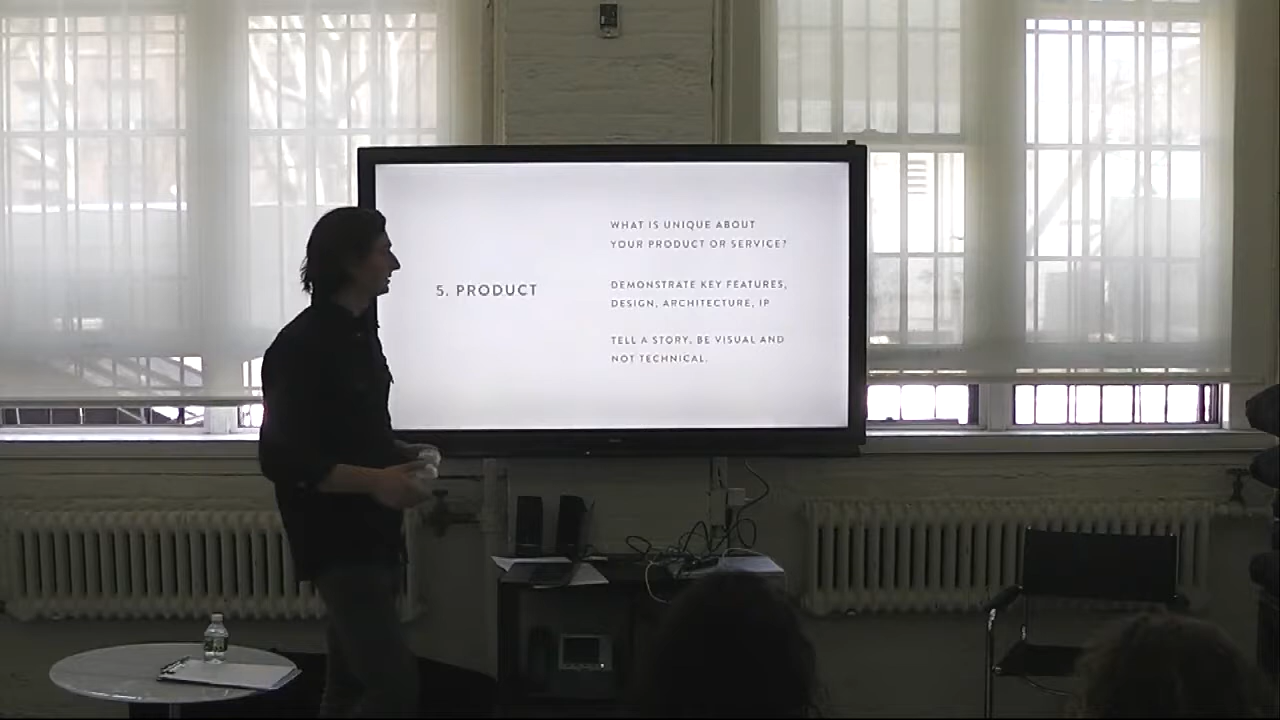 5. PRODUCT
WHAT IS UNIQUE ABOUT
YOUR PRODUCT OR SERVICE?
DEMONSTRATE KEY FEATURES,
DESIGN, ARCHITECTURE, IP
TELL A STORY, BE VISUAL AND
NOT TECHNICAL.